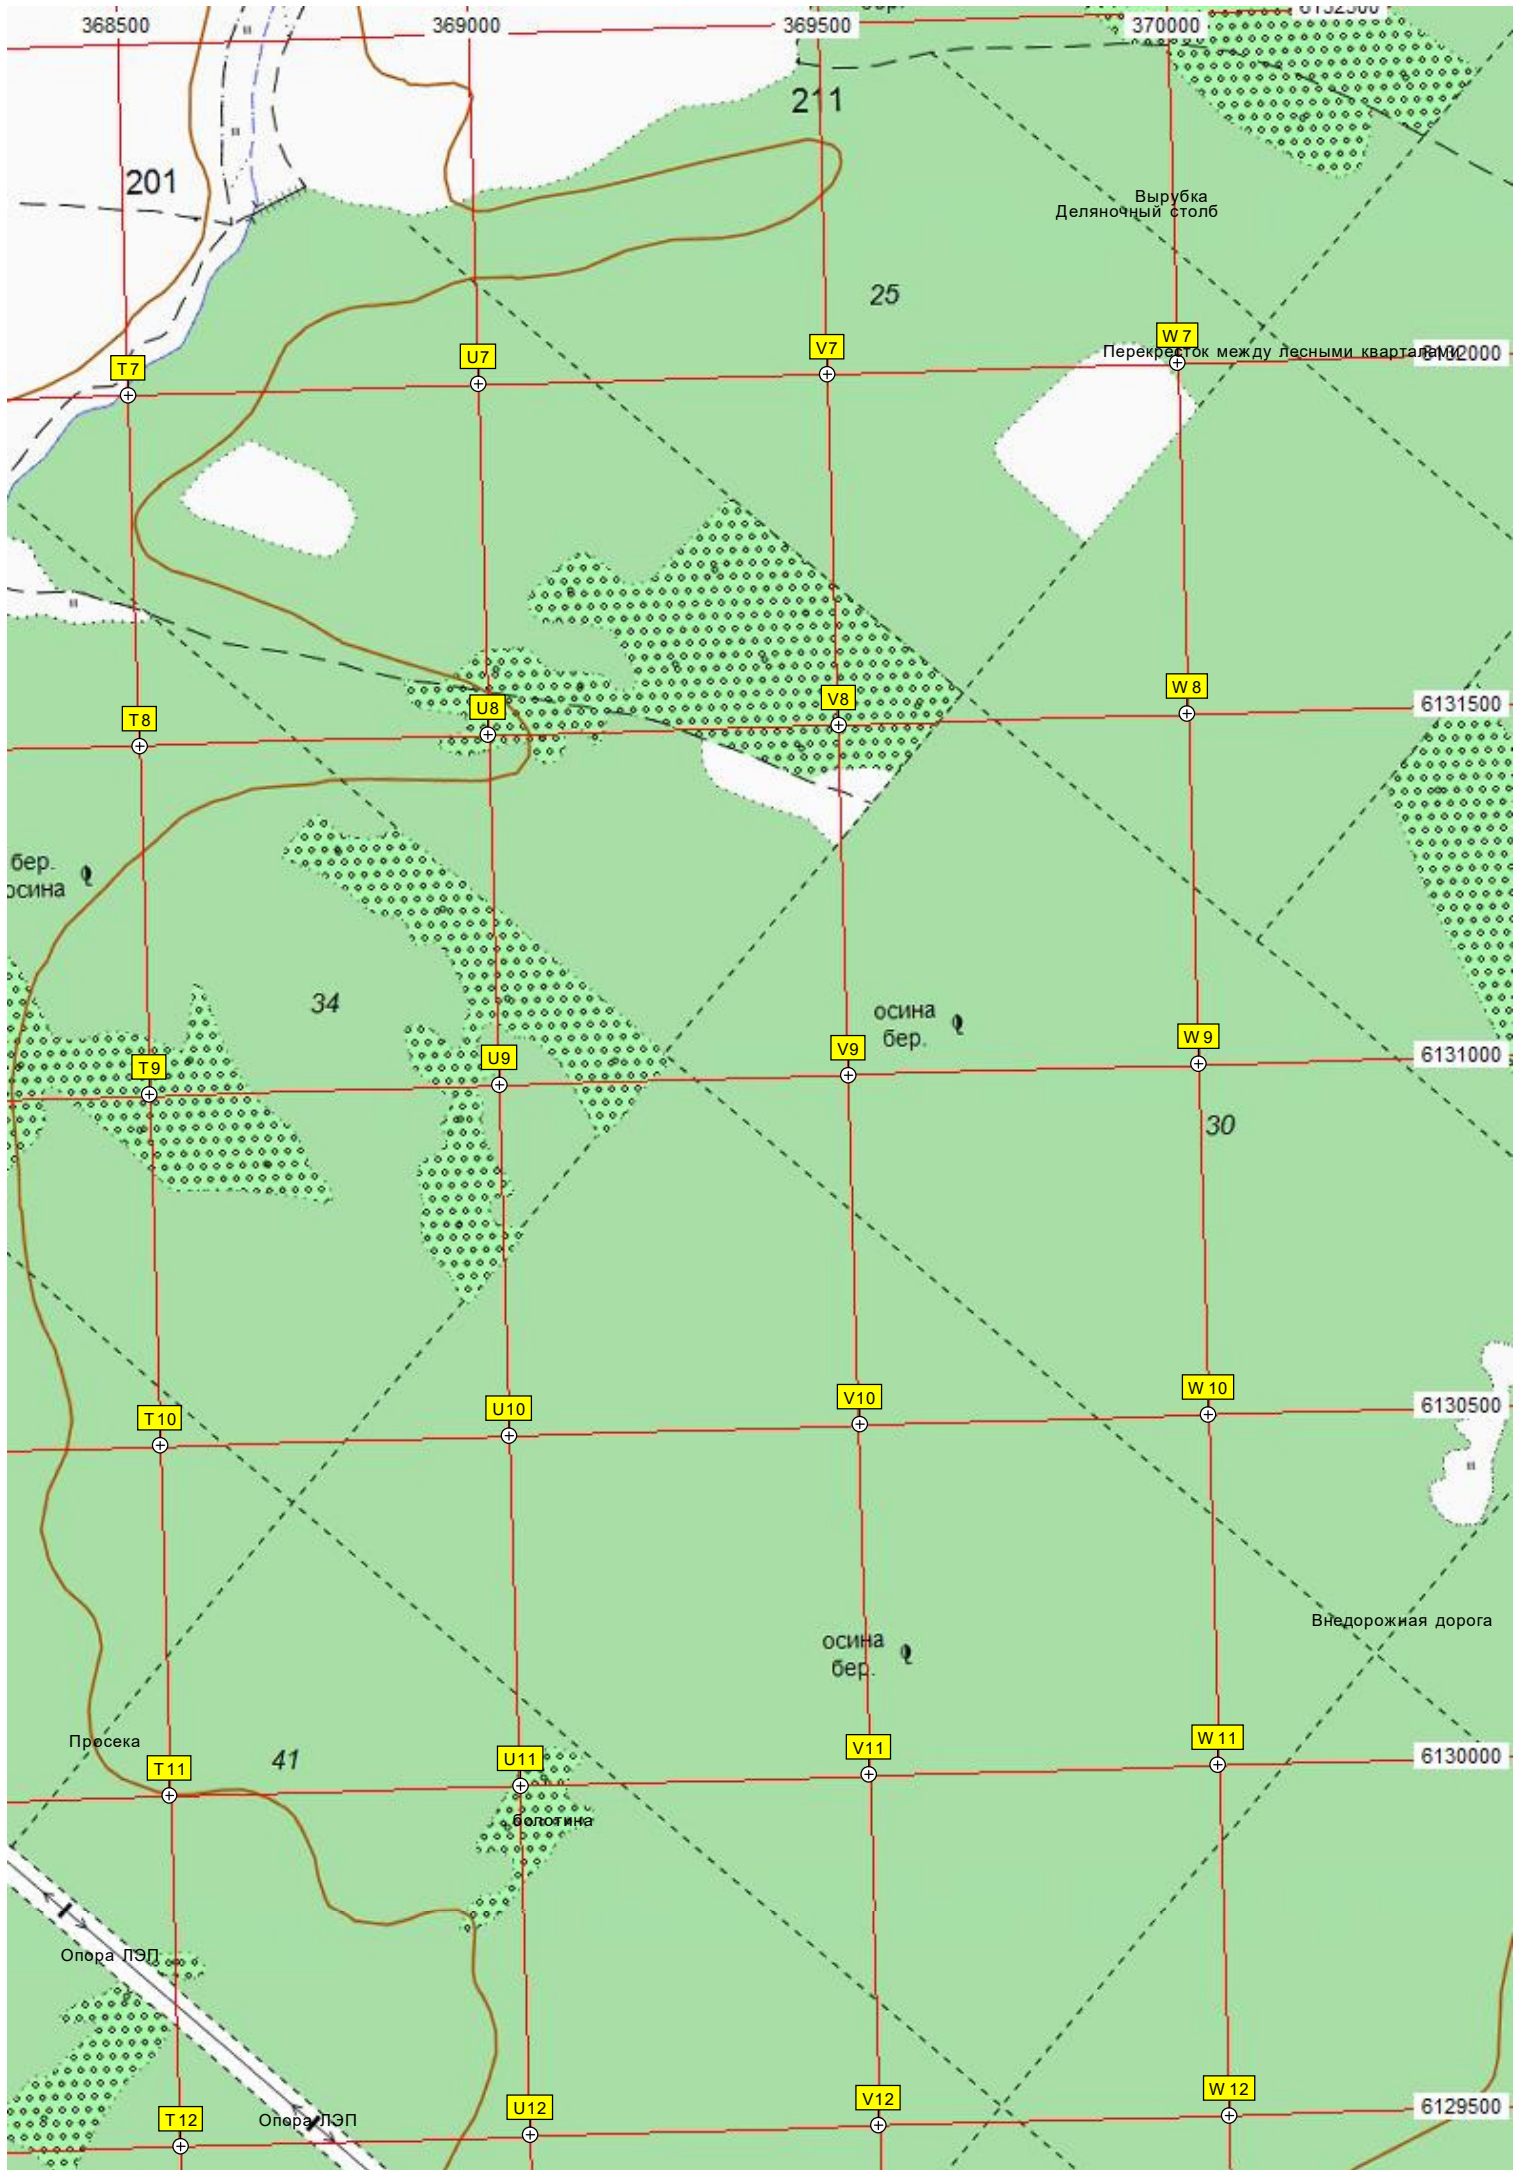 368500
369000
369500
370000
211
201
Вырубка
Деляночный столб
25
T7
U7
V7
W7
Перекресток между лесными кварталами
6132000
T8
U8
V8
W8
6131500
бер.
осина
34
осина
бер.
T9
U9
V9
W9
6131000
30
T10
U10
V10
W10
6130500
Внедорожная дорога
осина
бер.
Просека
41
T11
U11
V11
W11
6130000
болотина
Опора ЛЭП
Опора ЛЭП
T12
U12
V12
W12
6129500